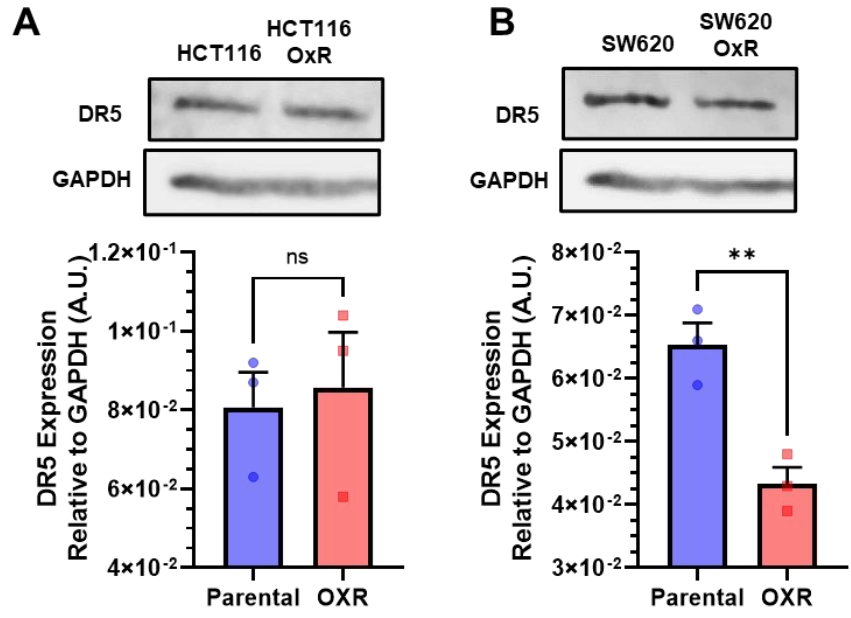 A
HCT116
HCT116
OxR
DR5
GAPDH
DR5 Expression
Relative to GAPDH (A.U.)
1.2×10⁻¹
1×10⁻¹
8×10⁻²
6×10⁻²
4×10⁻²
ns
Parental OXR
B
SW620
SW620
OxR
DR5
GAPDH
DR5 Expression
Relative to GAPDH (A.U.)
8×10⁻²
7×10⁻²
6×10⁻²
5×10⁻²
4×10⁻²
3×10⁻²
**
Parental OXR